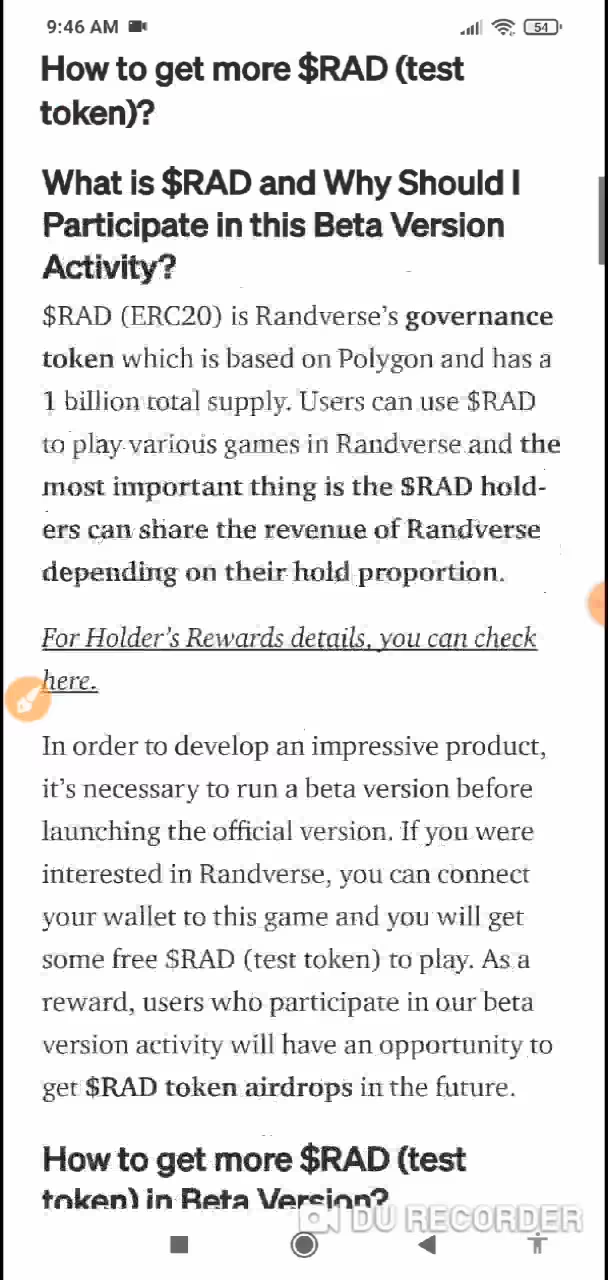 9:46 AM
54
How to get more $RAD (test
token)?
What is $RAD and Why Should I
Participate in this Beta Version
Activity?
$RAD (ERC20) is Randverse’s governance
token which is based on Polygon and has a
1 billion total supply. Users can use $RAD
to play various games in Randverse and the
most important thing is the $RAD hold-
ers can share the revenue of Randverse
depending on their hold proportion.
For Holder’s Rewards details, you can check
here.
In order to develop an impressive product,
it’s necessary to run a beta version before
launching the official version. If you were
interested in Randverse, you can connect
your wallet to this game and you will get
some free $RAD (test token) to play. As a
reward, users who participate in our beta
version activity will have an opportunity to
get $RAD token airdrops in the future.
How to get more $RAD (test
token) in Beta Version?
DU RECORDER